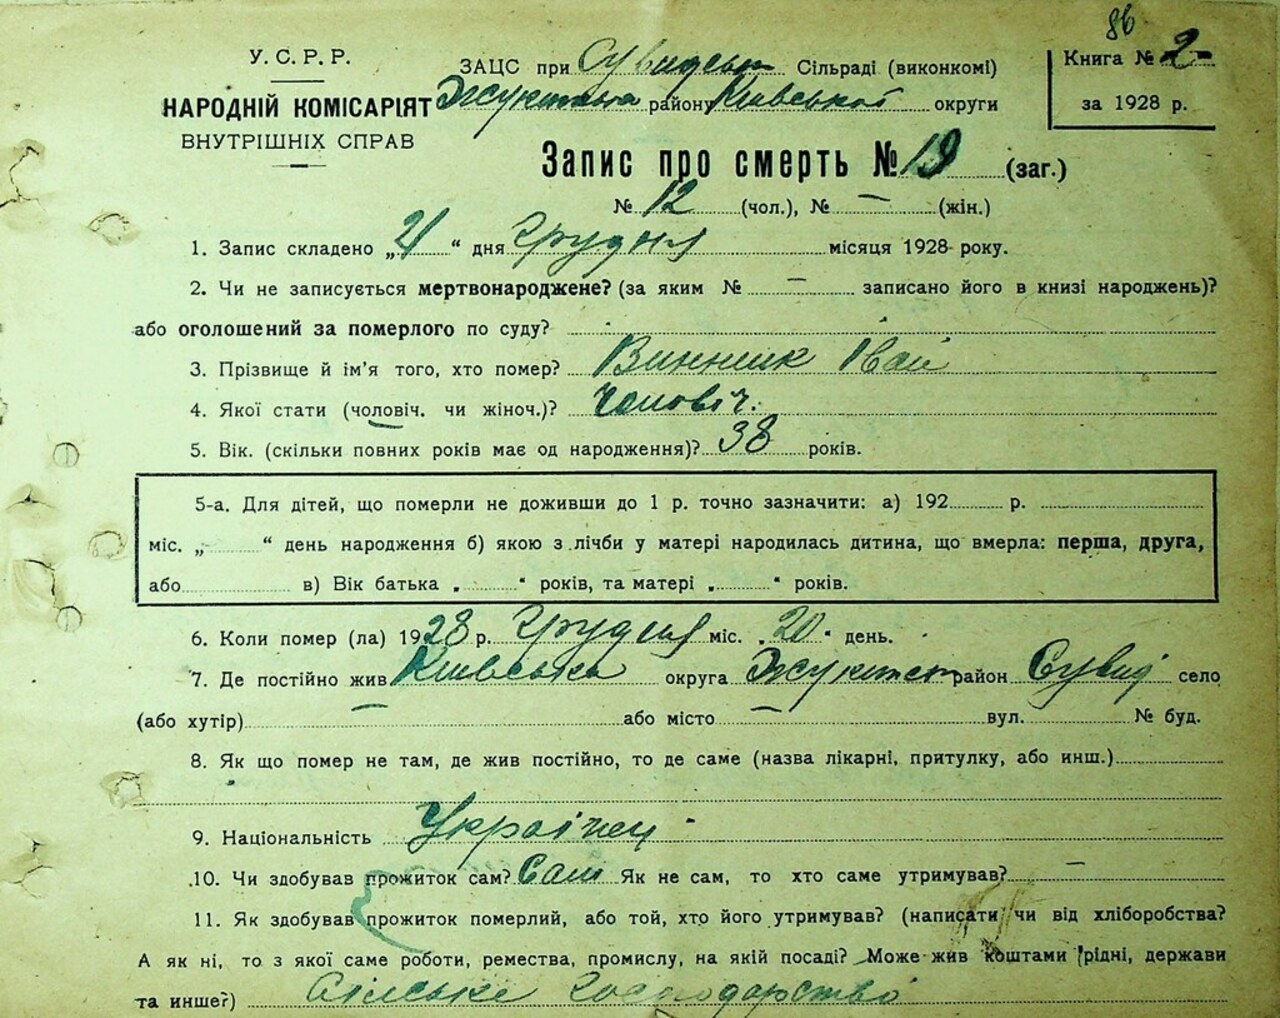 86
У. С. Р. Р.
НАРОДНІЙ КОМІСАРІЯТ
ВНУТРІШНІХ СПРАВ
ЗАЦС при Сувидськ Сільраді (виконкомі)
району Київської округи
Книга № 2
за 1928 р.
Запис про смерть № 19 (заг.)
№ 12 (чол.), № — (жін.)
1. Запис складено „21“ дня Грудня місяця 1928 року.
2. Чи не записується мертвонароджене? (за яким № — записано його в книзі народжень)?
або оголошений за померлого по суду?
3. Прізвище й ім'я того, хто помер? Винник Іван
4. Якої стати (чоловіч. чи жіноч.)? Чоловіч.
5. Вік. (скільки повних років має од народження)? 38 років.
5-а. Для дітей, що померли не доживши до 1 р. точно зазначити: а) 192 р.
міс. „ “ день народження б) якою з лічби у матері народилась дитина, що вмерла: перша, друга,
або в) Вік батька „ “ років, та матері „ “ років.
6. Коли помер (ла) 1928 р. Грудня міс. „20“ день.
7. Де постійно жив Київська округа район Сувид село
(або хутір) — або місто — вул. № буд.
8. Як що помер не там, де жив постійно, то де саме (назва лікарні, притулку, або инш.)
9. Національність Українец
10. Чи здобував прожиток сам? Сам Як не сам, то хто саме утримував? —
11. Як здобував прожиток померлий, або той, хто його утримував? (написати чи від хліборобства?
А як ні, то з якої саме роботи, ремества, промислу, на якій посаді? Може жив коштами рідні, держави
та инше?) Сільське господарство